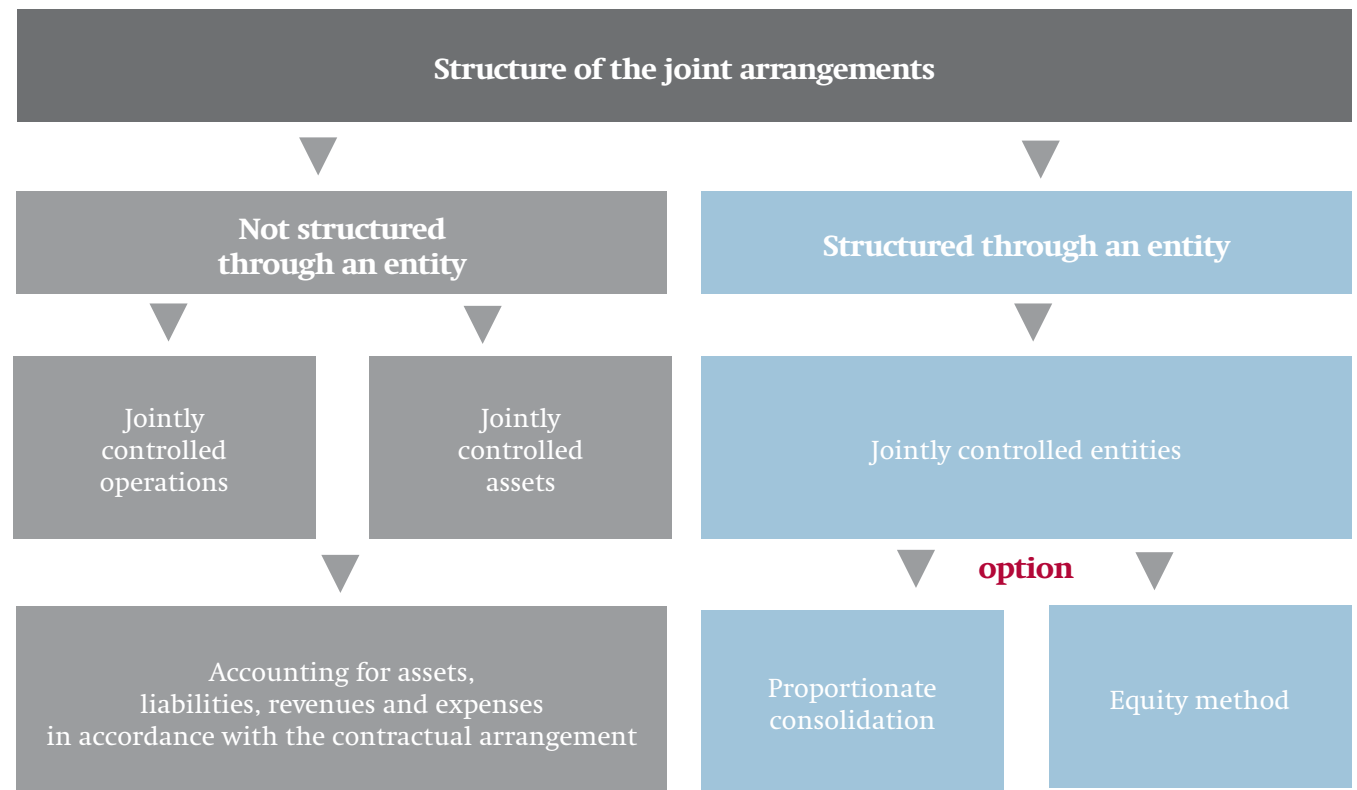 Structure of the joint arrangements
Not structured
through an entity
Structured through an entity
Jointly
controlled
operations
Jointly
controlled
assets
Jointly controlled entities
option
Accounting for assets,
liabilities, revenues and expenses
in accordance with the contractual arrangement
Proportionate
consolidation
Equity method